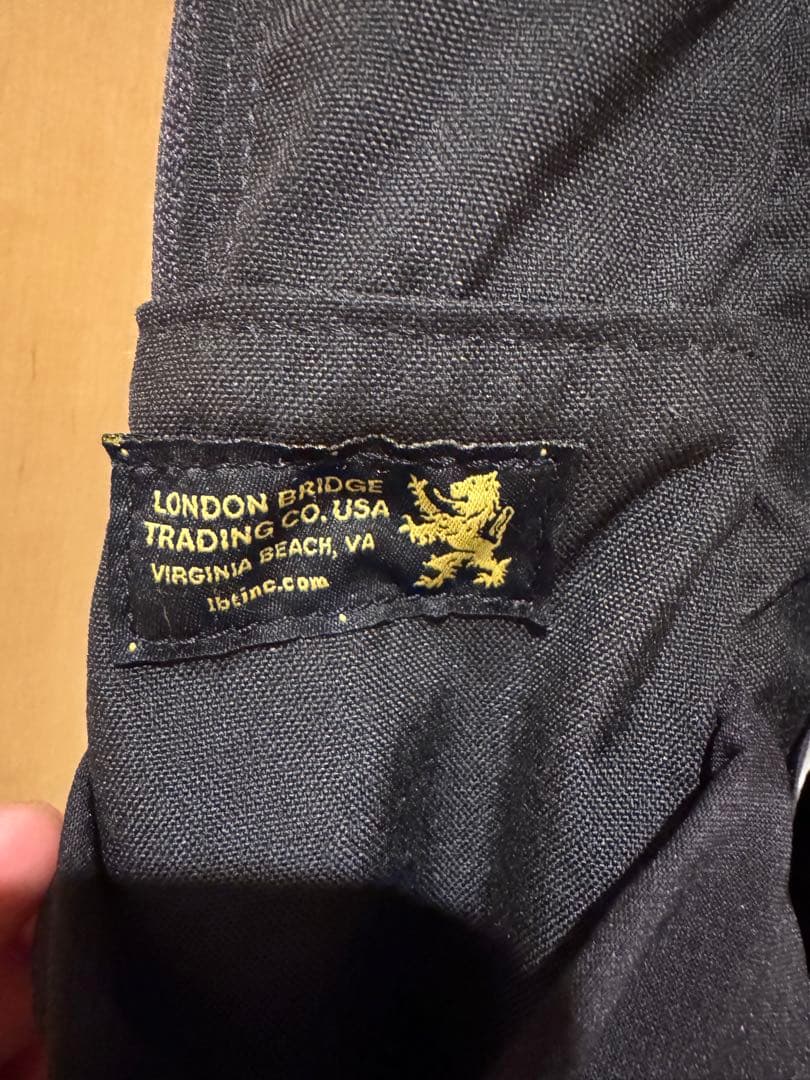 LONDON BRIDGE
TRADING CO. USA
VIRGINIA BEACH, VA
lbtinc.com